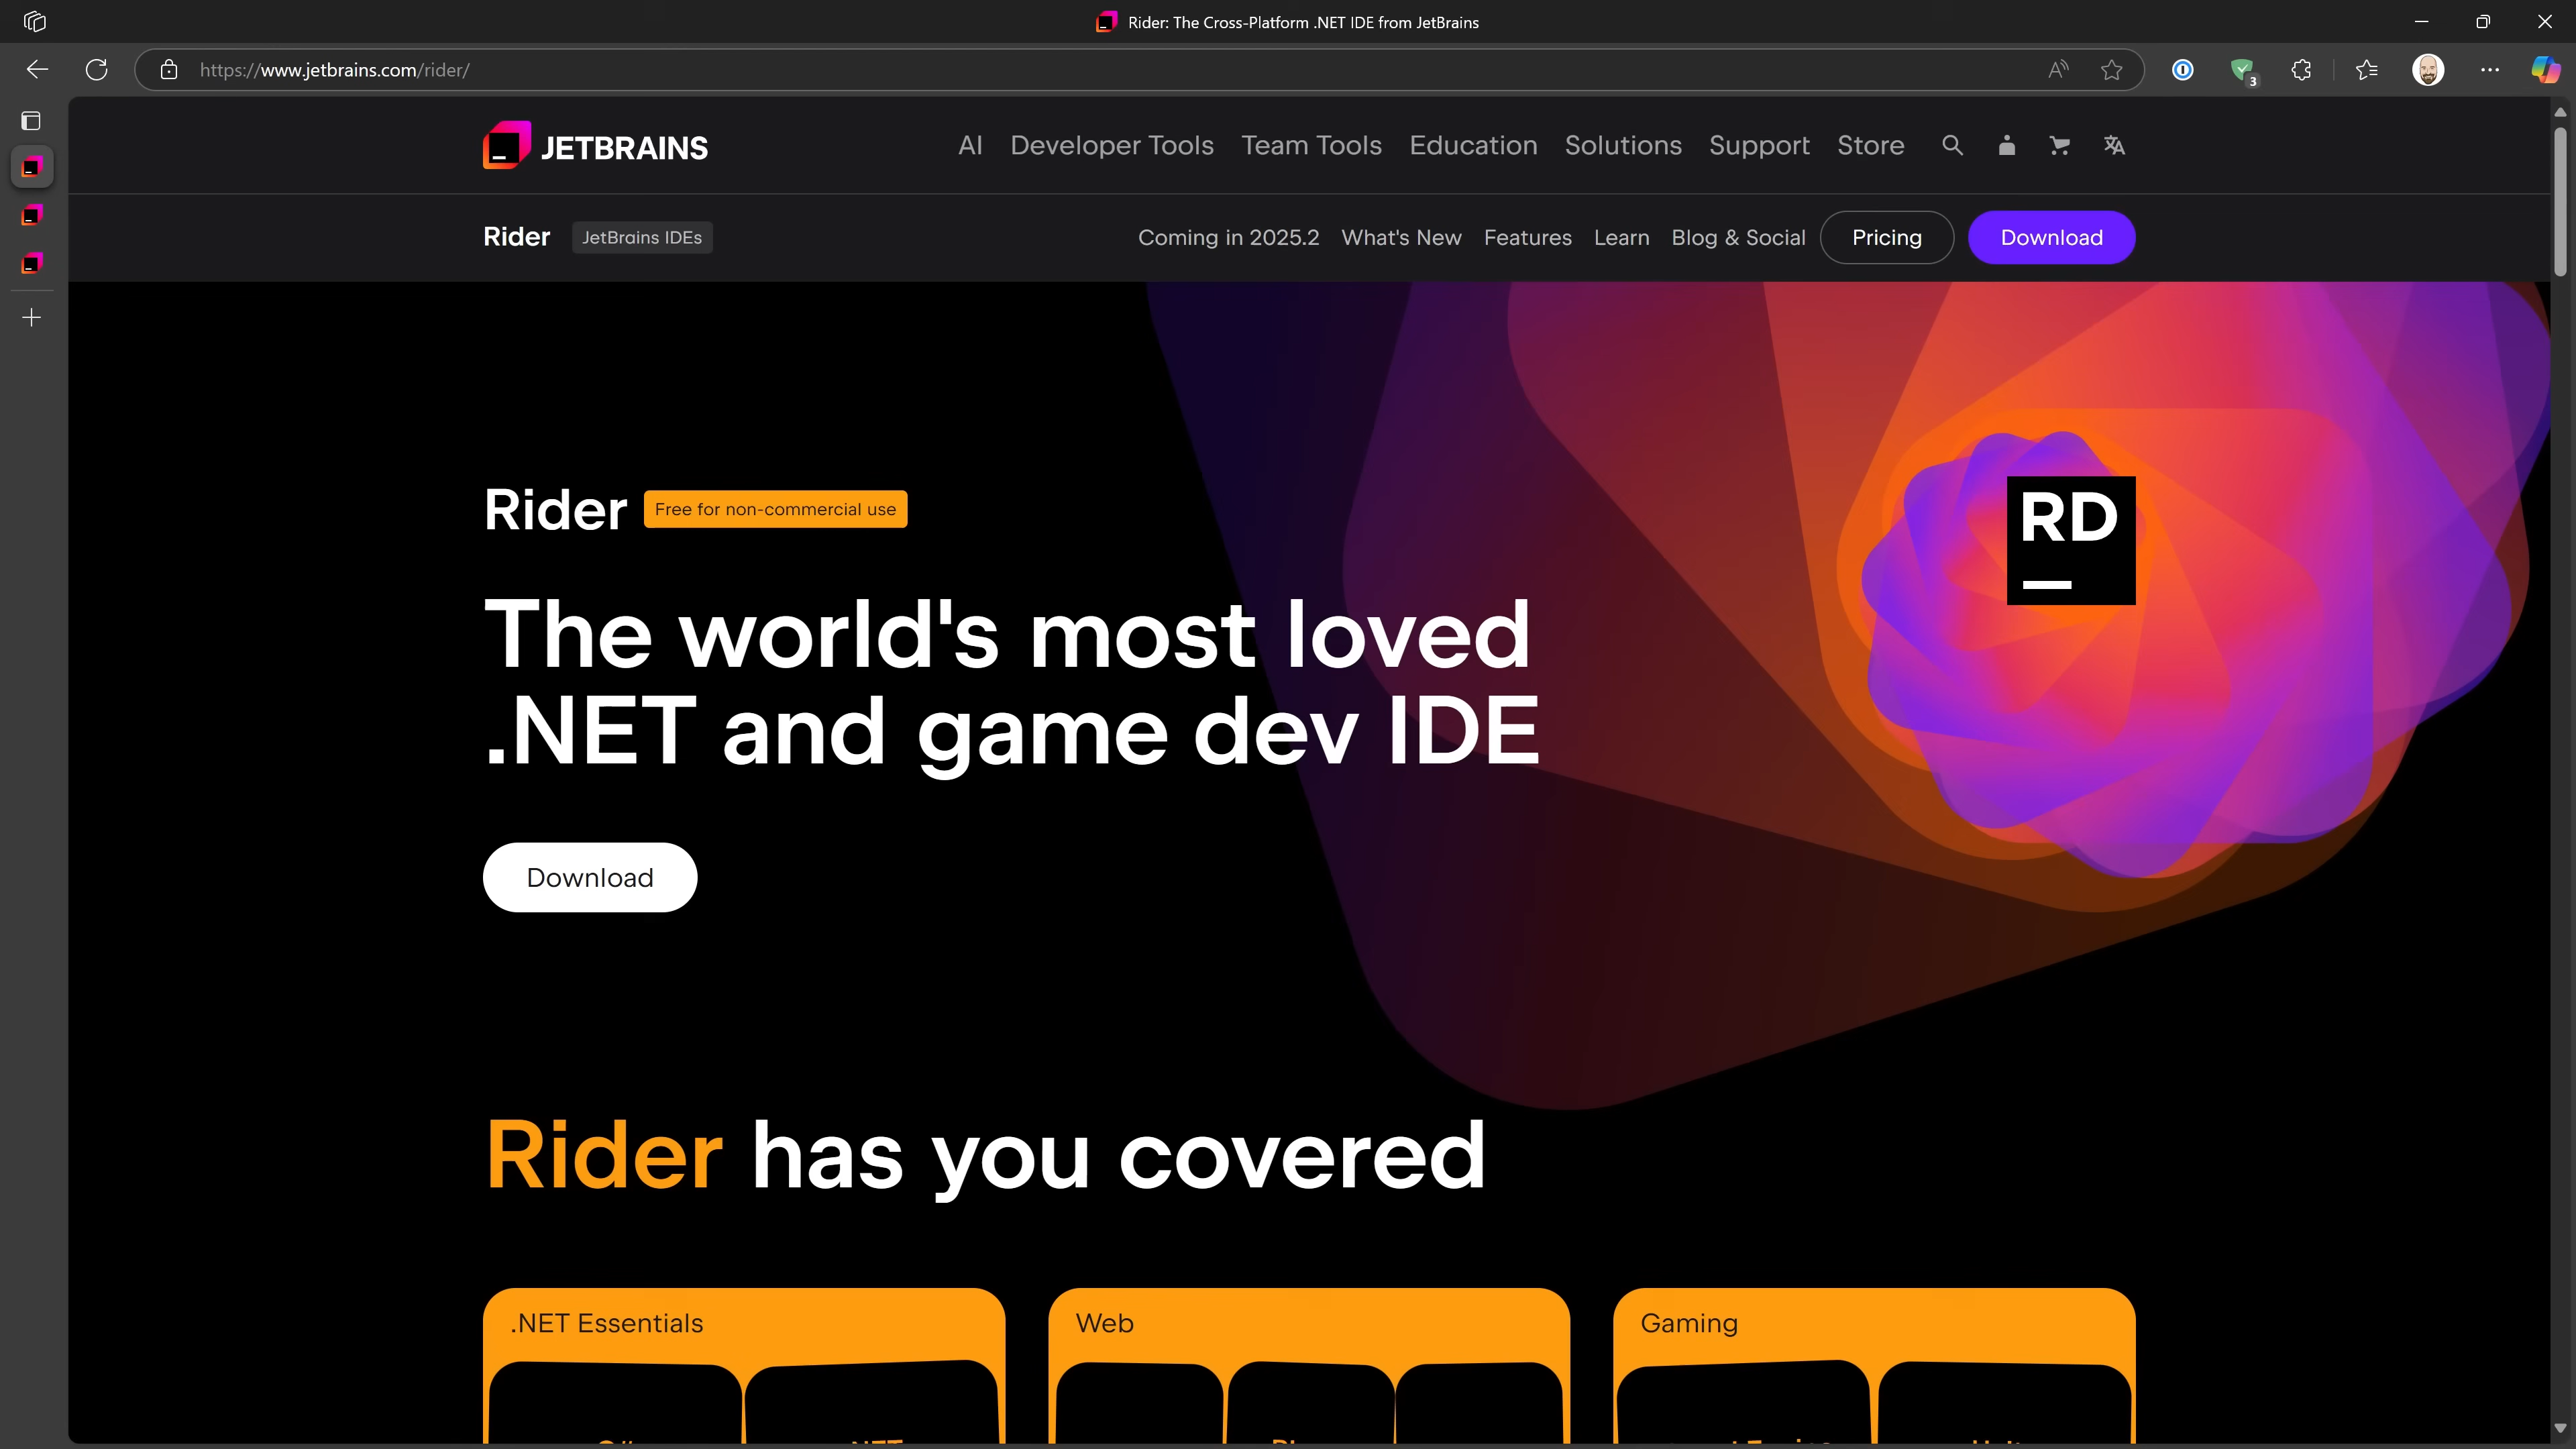 Rider: The Cross-Platform .NET IDE from JetBrains
https://www.jetbrains.com/rider/
3
JETBRAINS
AI Developer Tools Team Tools Education Solutions Support Store
Rider JetBrains IDEs Coming in 2025.2 What's New Features Learn Blog & Social Pricing Download
Rider Free for non-commercial use
RD
The world's most loved
.NET and game dev IDE
Download
Rider has you covered
.NET Essentials Web Gaming